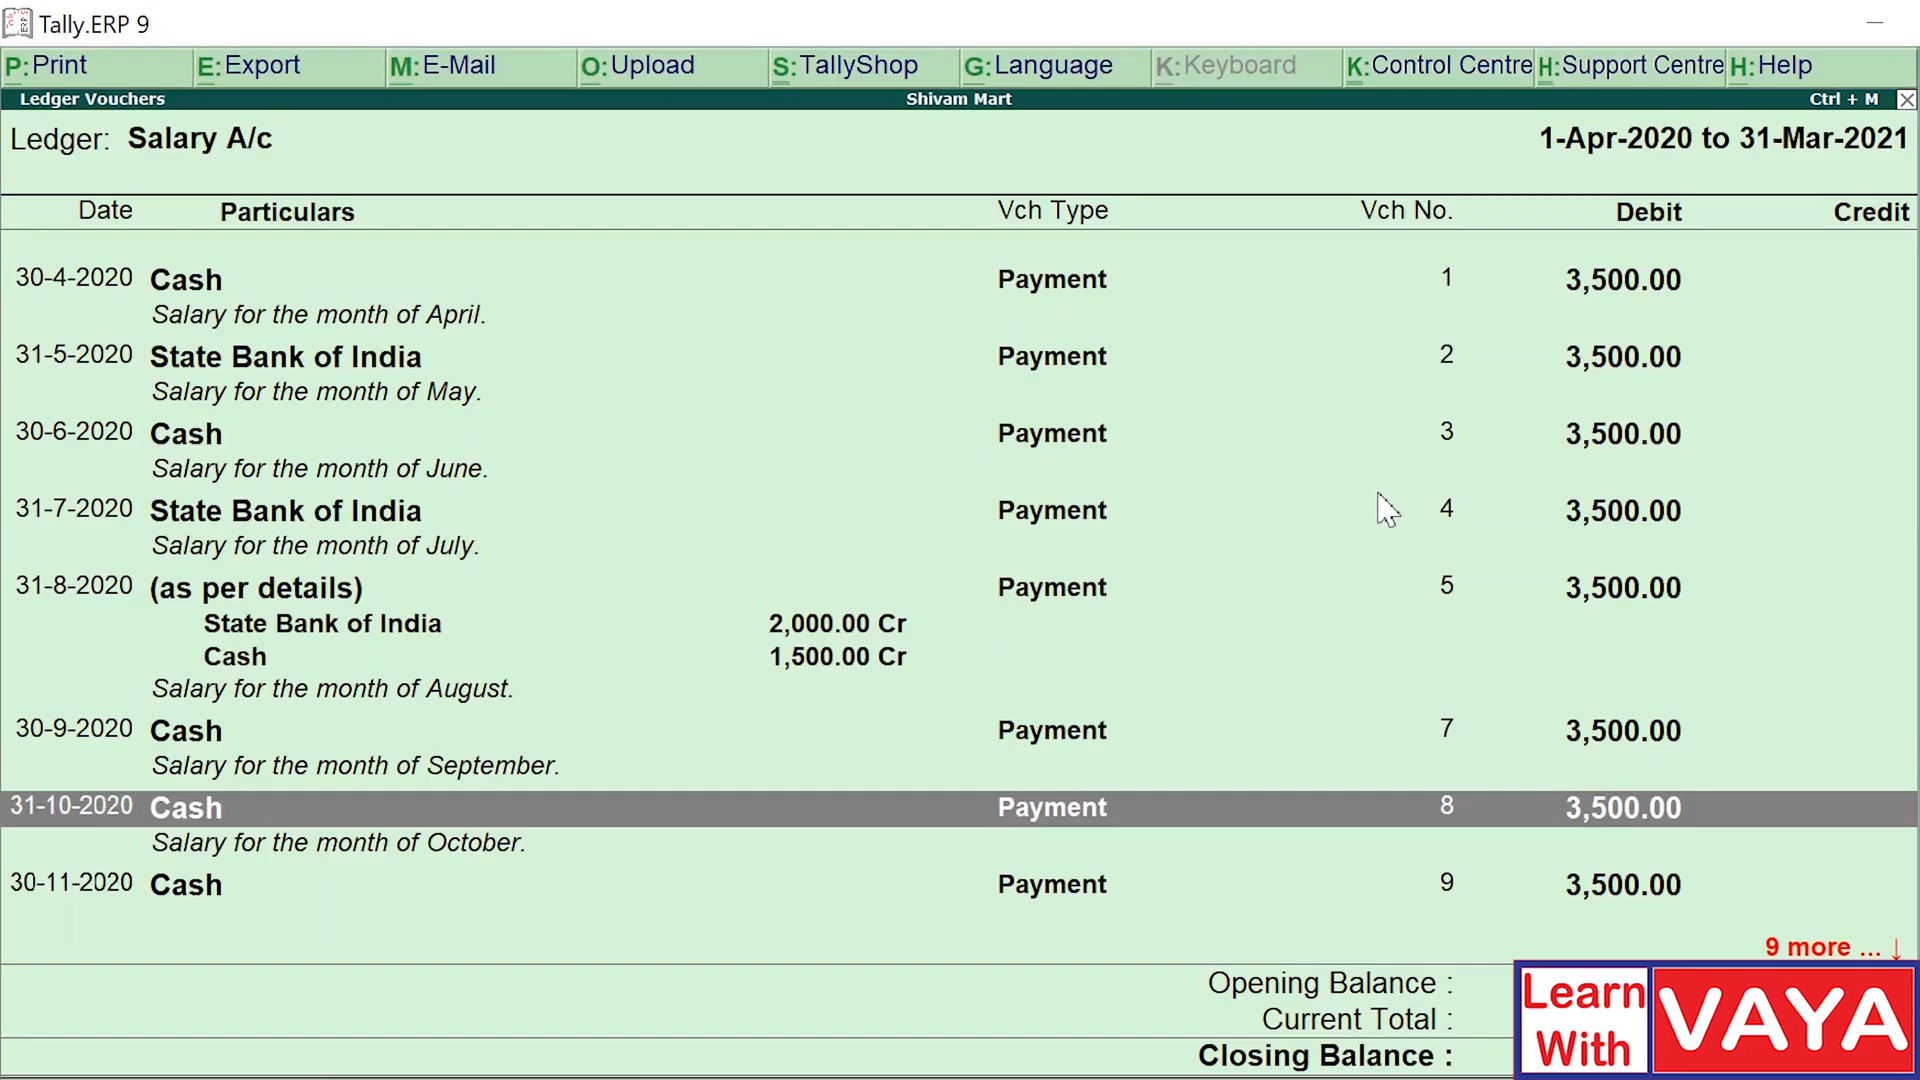 Tally.ERP 9
P:Print E:Export M:E-Mail O:Upload S:TallyShop G:Language K:Keyboard K:Control Centre H:Support Centre H:Help
Ledger Vouchers Shivam Mart Ctrl + M
Ledger: Salary A/c 1-Apr-2020 to 31-Mar-2021
Date Particulars Vch Type Vch No. Debit Credit
30-4-2020 Cash Payment 1 3,500.00
Salary for the month of April.
31-5-2020 State Bank of India Payment 2 3,500.00
Salary for the month of May.
30-6-2020 Cash Payment 3 3,500.00
Salary for the month of June.
31-7-2020 State Bank of India Payment 4 3,500.00
Salary for the month of July.
31-8-2020 (as per details) Payment 5 3,500.00
State Bank of India 2,000.00 Cr
Cash 1,500.00 Cr
Salary for the month of August.
30-9-2020 Cash Payment 7 3,500.00
Salary for the month of September.
31-10-2020 Cash Payment 8 3,500.00
Salary for the month of October.
30-11-2020 Cash Payment 9 3,500.00
9 more ... ↓
Opening Balance :
Current Total :
Closing Balance :
Learn With VAYA